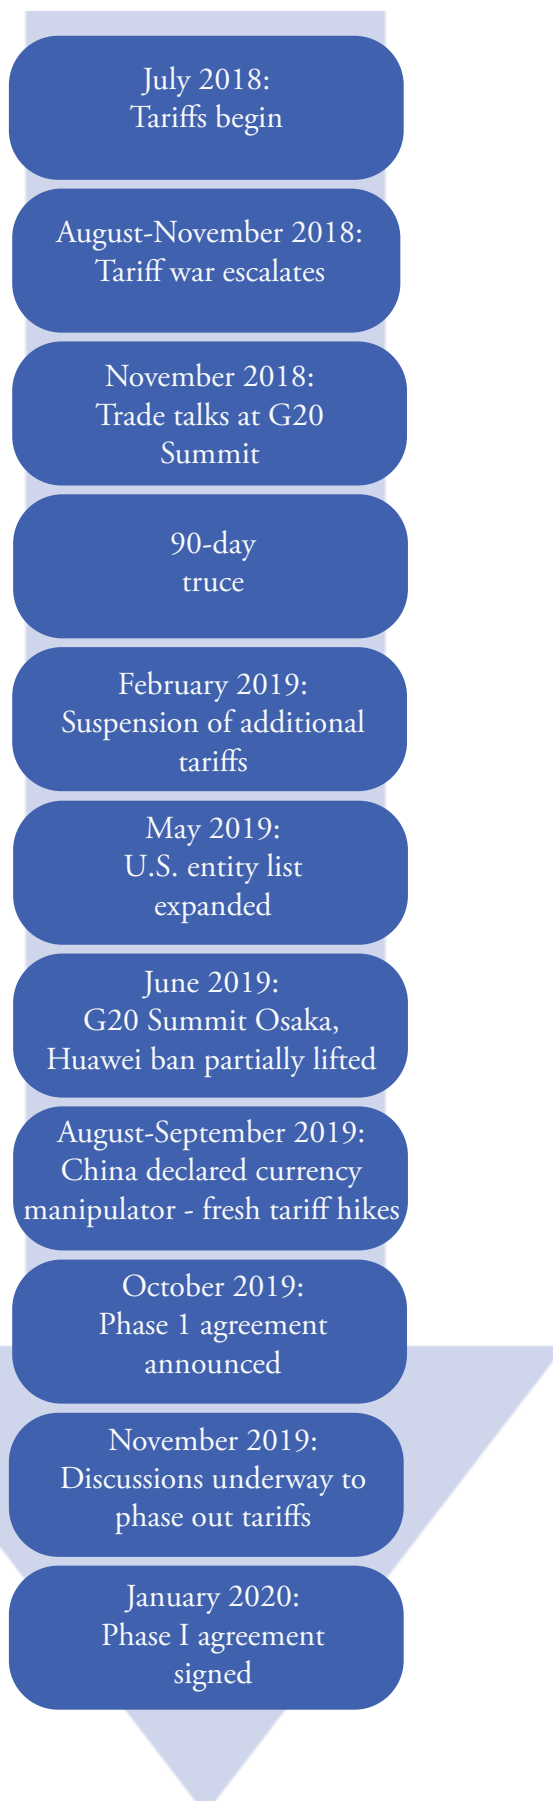 July 2018:
Tariffs begin
August-November 2018:
Tariff war escalates
November 2018:
Trade talks at G20
Summit
90-day
truce
February 2019:
Suspension of additional
tariffs
May 2019:
U.S. entity list
expanded
June 2019:
G20 Summit Osaka,
Huawei ban partially lifted
August-September 2019:
China declared currency
manipulator - fresh tariff hikes
October 2019:
Phase 1 agreement
announced
November 2019:
Discussions underway to
phase out tariffs
January 2020:
Phase I agreement
signed